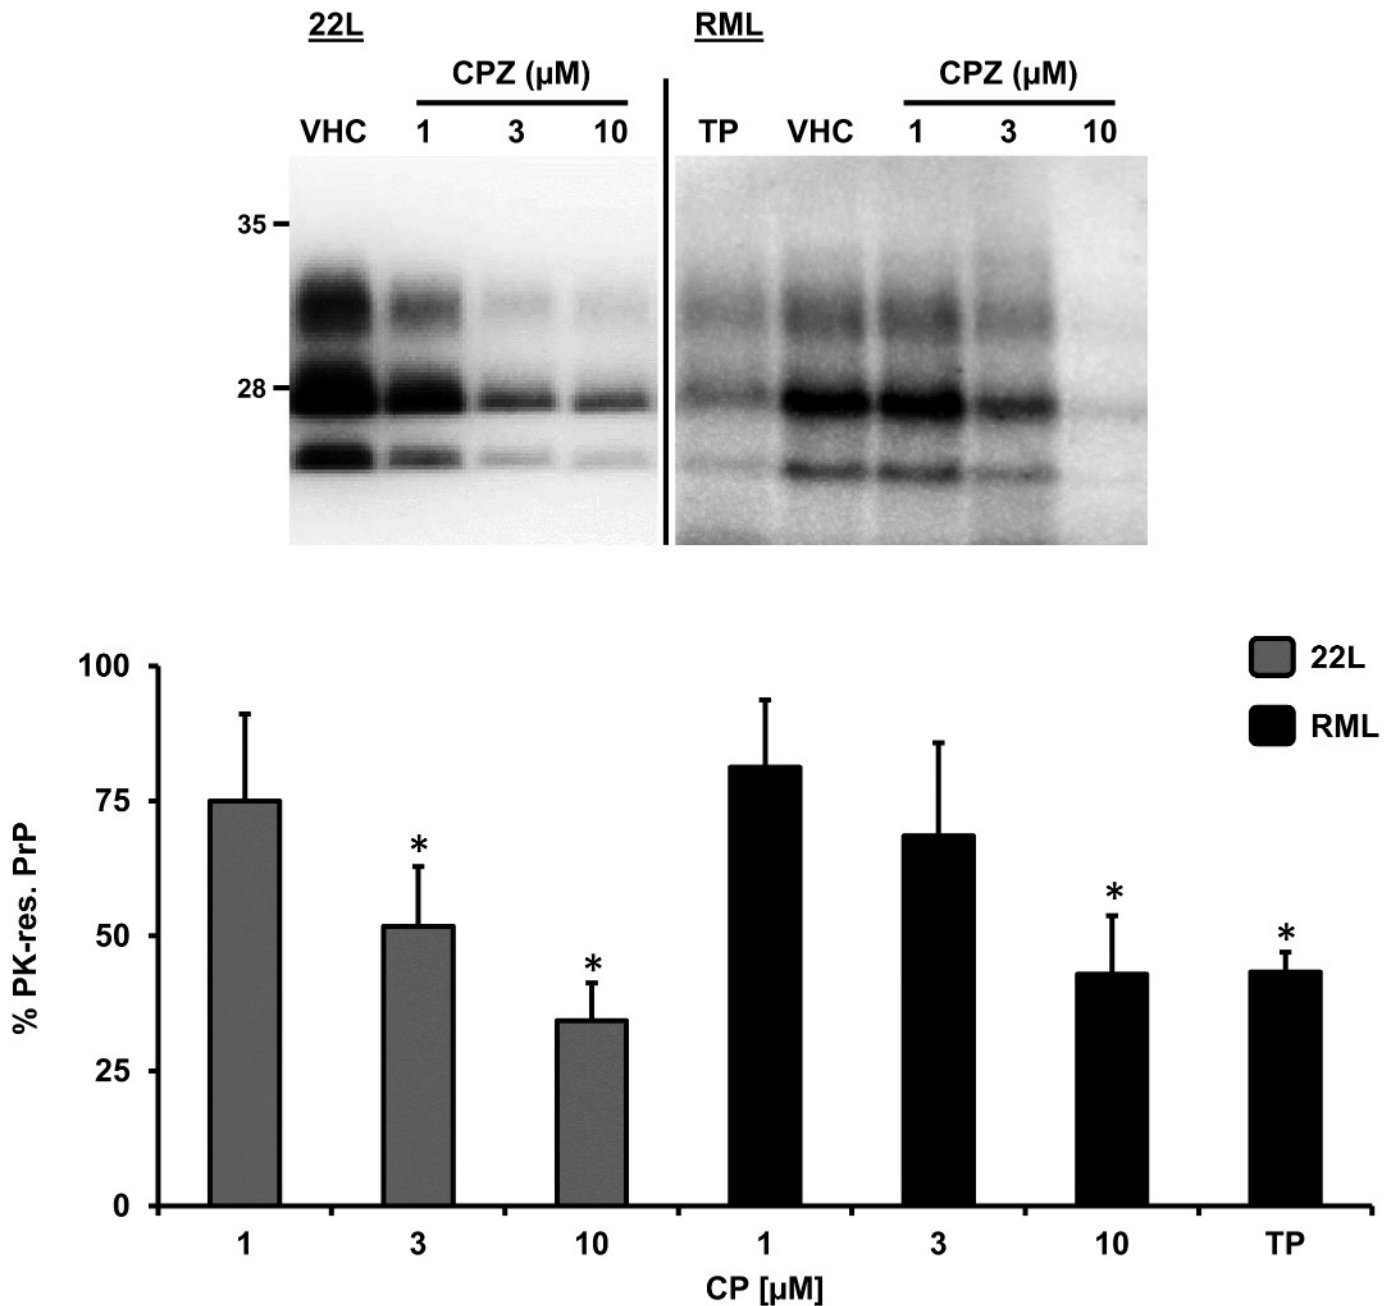 22L RML
CPZ (µM) CPZ (µM)
VHC 1 3 10 TP VHC 1 3 10
35
28
100
75
50
25
0
% PK-res. PrP
* * * *
22L
RML
1 3 10 1 3 10 TP
CP [µM]